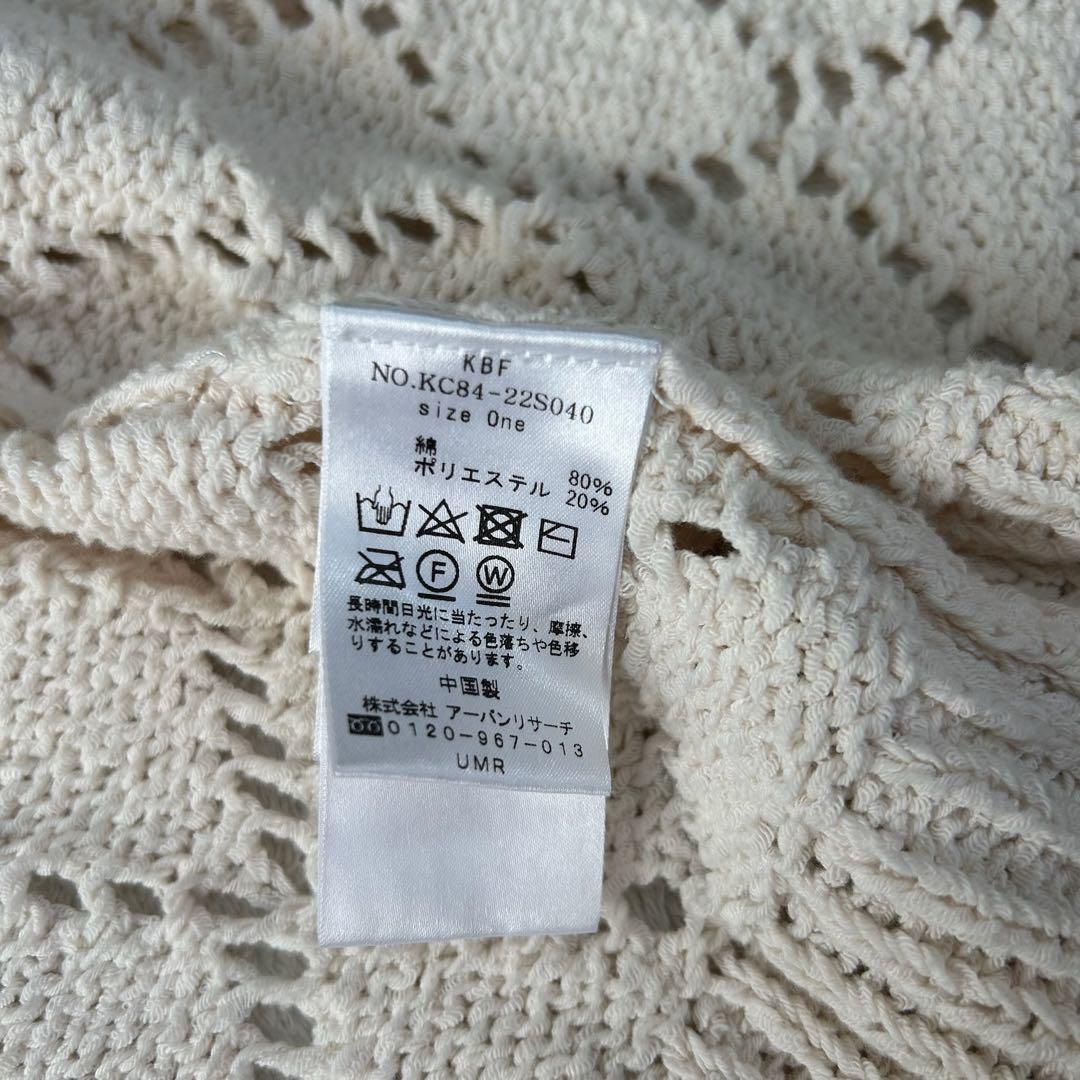 KBF
NO.KC84-22S040
size One
綿 80%
ポリエステル 20%
F W
長時間日光に当たったり、摩擦、
水濡れなどによる色落ちや色移
りすることがあります。
中国製
株式会社 アーバンリサーチ
0120-967-013
UMR